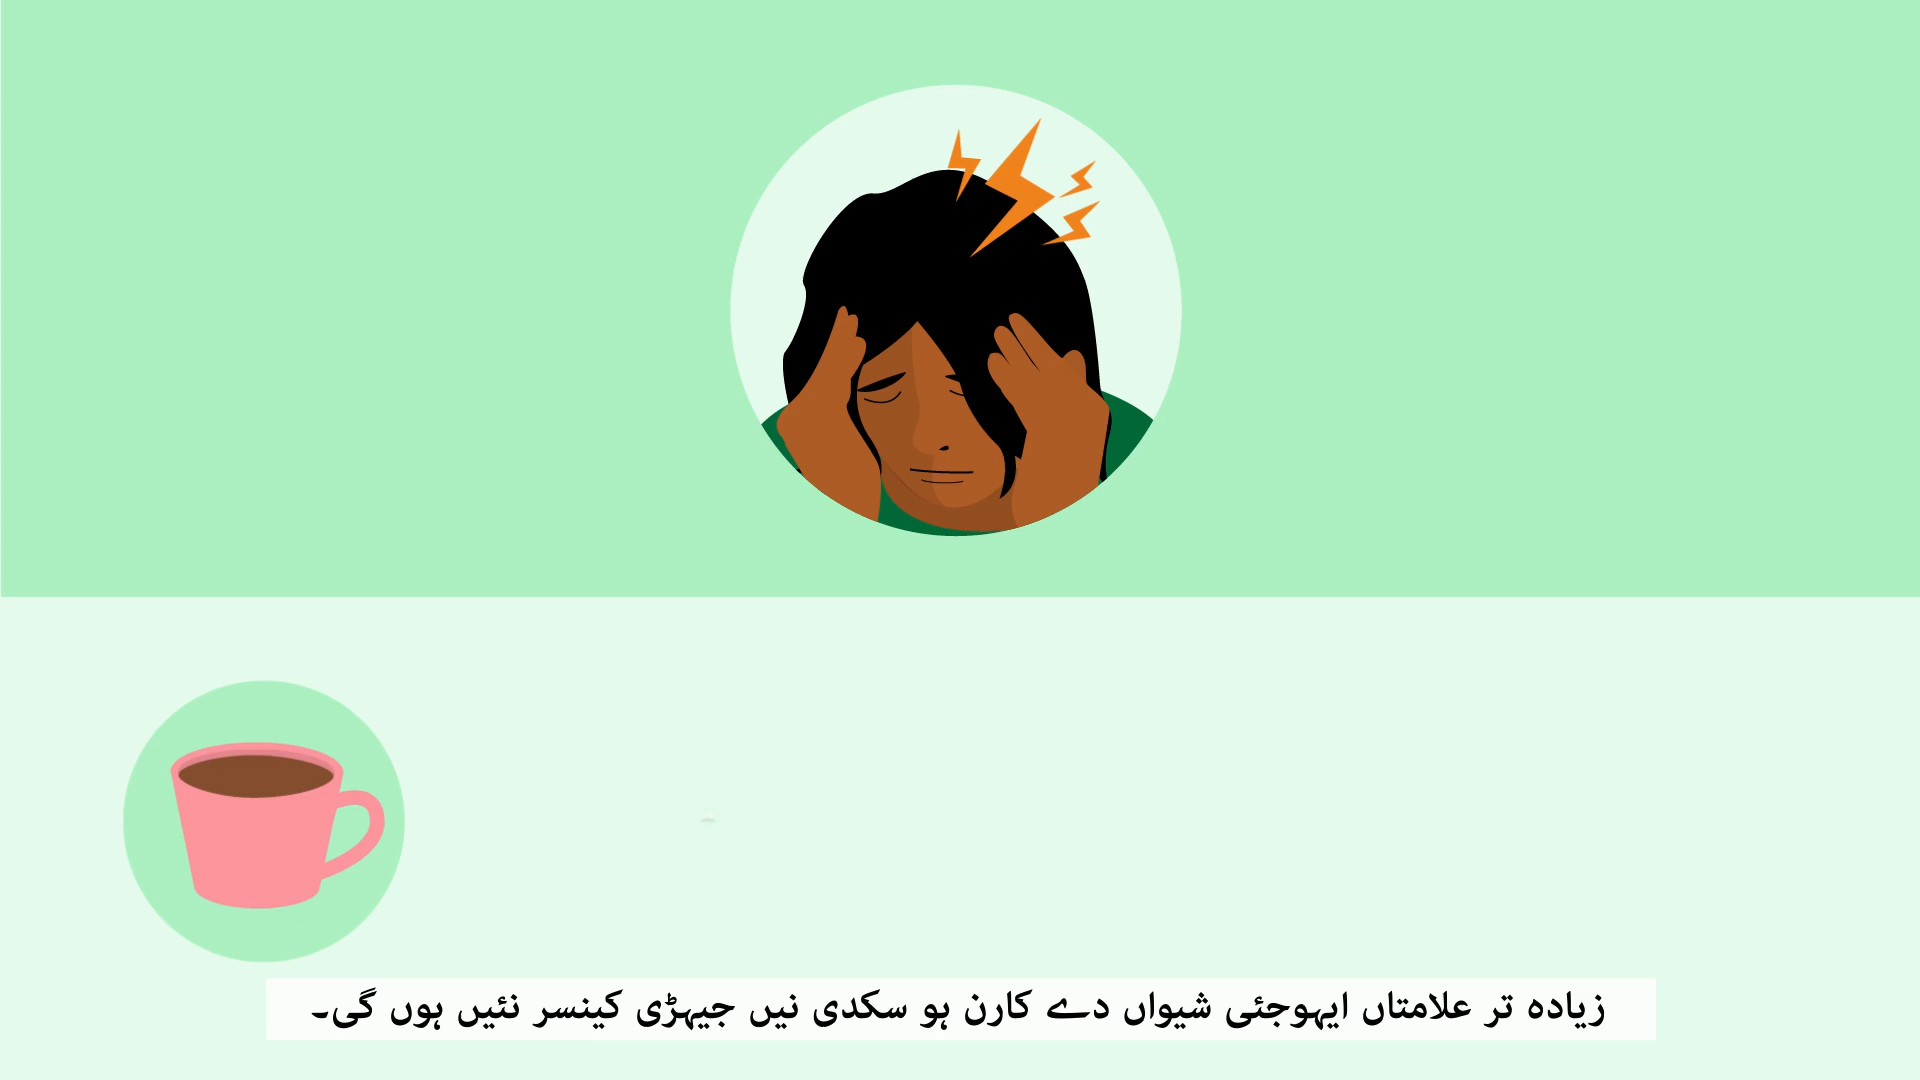 زیادہ تر علامتاں ایہوجئی شیواں دے کارن ہو سکدی نیں جیہڑی کینسر نئیں ہوں گی۔